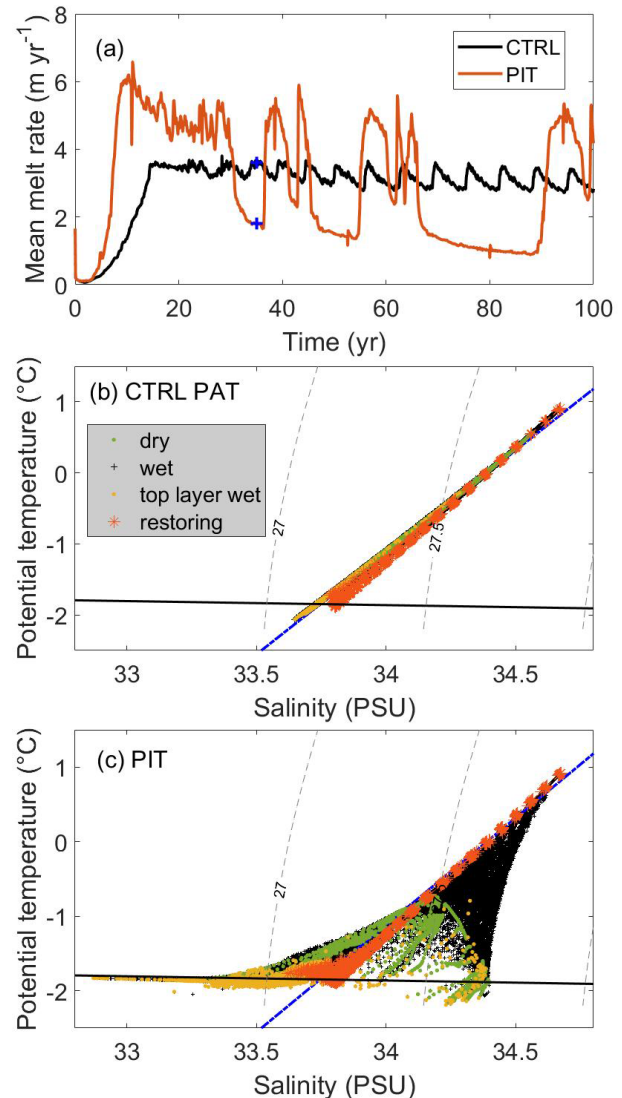 (a)
CTRL
PIT
Mean melt rate (m yr-1)
8
6
4
2
0
0 20 40 60 80 100
Time (yr)
(b) CTRL PAT
dry
wet
top layer wet
restoring
27
27.5
Potential temperature (°C)
1
0
-1
-2
33 33.5 34 34.5
Salinity (PSU)
(c) PIT
27
Potential temperature (°C)
1
0
-1
-2
33 33.5 34 34.5
Salinity (PSU)